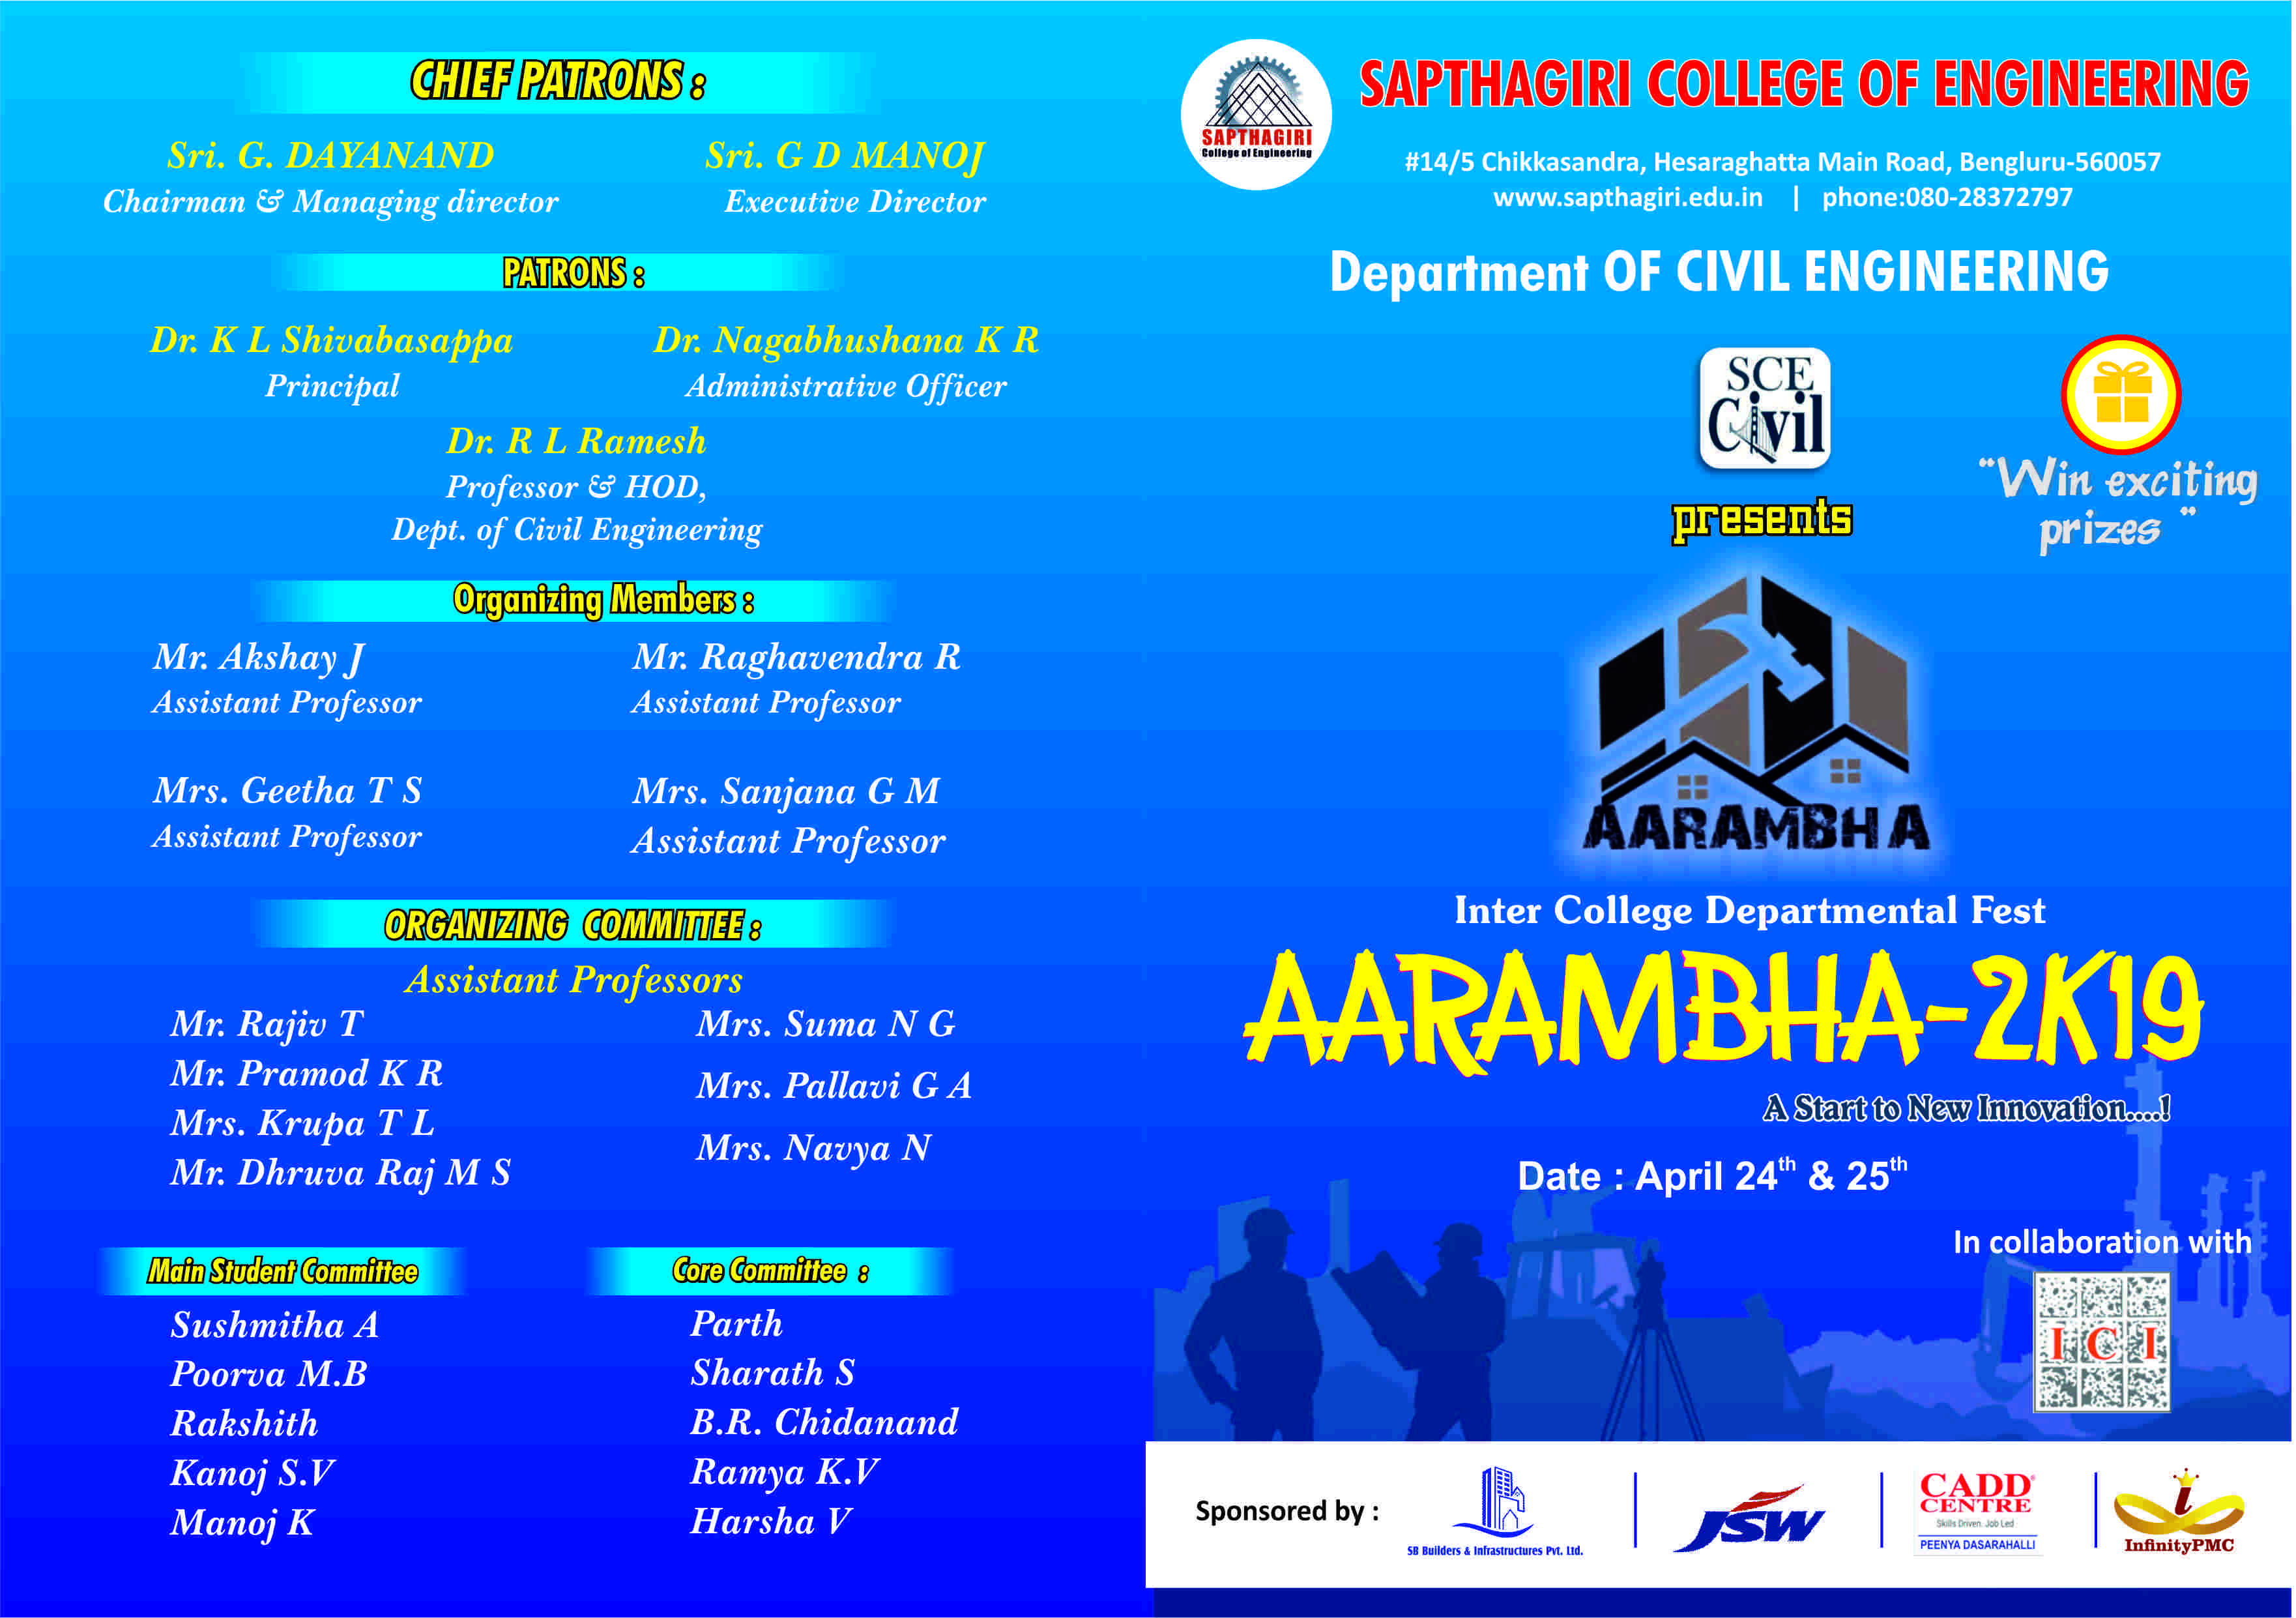 CHIEF PATRONS :
Sri. G. DAYANAND
Chairman & Managing director
Sri. G D MANOJ
Executive Director
PATRONS :
Dr. K L Shivabasappa
Principal
Dr. Nagabhushana K R
Administrative Officer
Dr. R L Ramesh
Professor & HOD,
Dept. of Civil Engineering
Organizing Members :
Mr. Akshay J
Assistant Professor
Mr. Raghavendra R
Assistant Professor
Mrs. Geetha T S
Assistant Professor
Mrs. Sanjana G M
Assistant Professor
ORGANIZING COMMITTEE :
Assistant Professors
Mr. Rajiv T
Mr. Pramod K R
Mrs. Krupa T L
Mr. Dhruva Raj M S
Mrs. Suma N G
Mrs. Pallavi G A
Mrs. Navya N
Main Student Committee
Sushmitha A
Poorva M.B
Rakshith
Kanoj S.V
Manoj K
Core Committee :
Parth
Sharath S
B.R. Chidanand
Ramya K.V
Harsha V
SAPTHAGIRI
College of Engineering
SAPTHAGIRI COLLEGE OF ENGINEERING
#14/5 Chikkasandra, Hesaraghatta Main Road, Bengluru-560057
www.sapthagiri.edu.in | phone:080-28372797
Department OF CIVIL ENGINEERING
SCE
Civil
presents
"Win exciting
prizes "
AARAMBHA
Inter College Departmental Fest
AARAMBHA-2K19
A Start to New Innovation....!
Date : April 24th & 25th
In collaboration with
ICI
Sponsored by :
SB Builders & Infrastructures Pvt. Ltd.
JSW
CADD
CENTRE
Skills Driven. Job Led
PEENYA DASARAHALLI
i
InfinityPMC